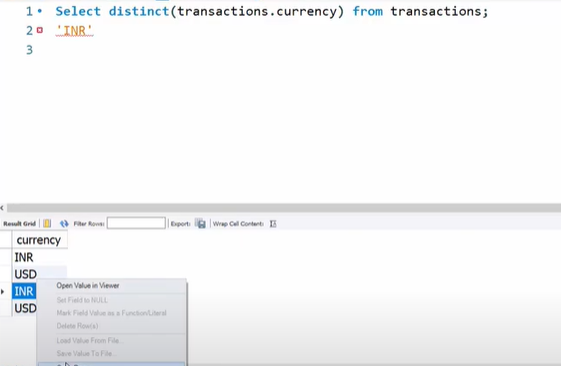 1 Select distinct(transactions.currency) from transactions;
2 'INR'
3
Result Grid Filter Rows: Export: Wrap Cell Content:
currency
INR
USD
INR
USD
Open Value in Viewer
Set Field to NULL
Mark Field Value as a Function/Literal
Delete Row(s)
Load Value From File...
Save Value To File...